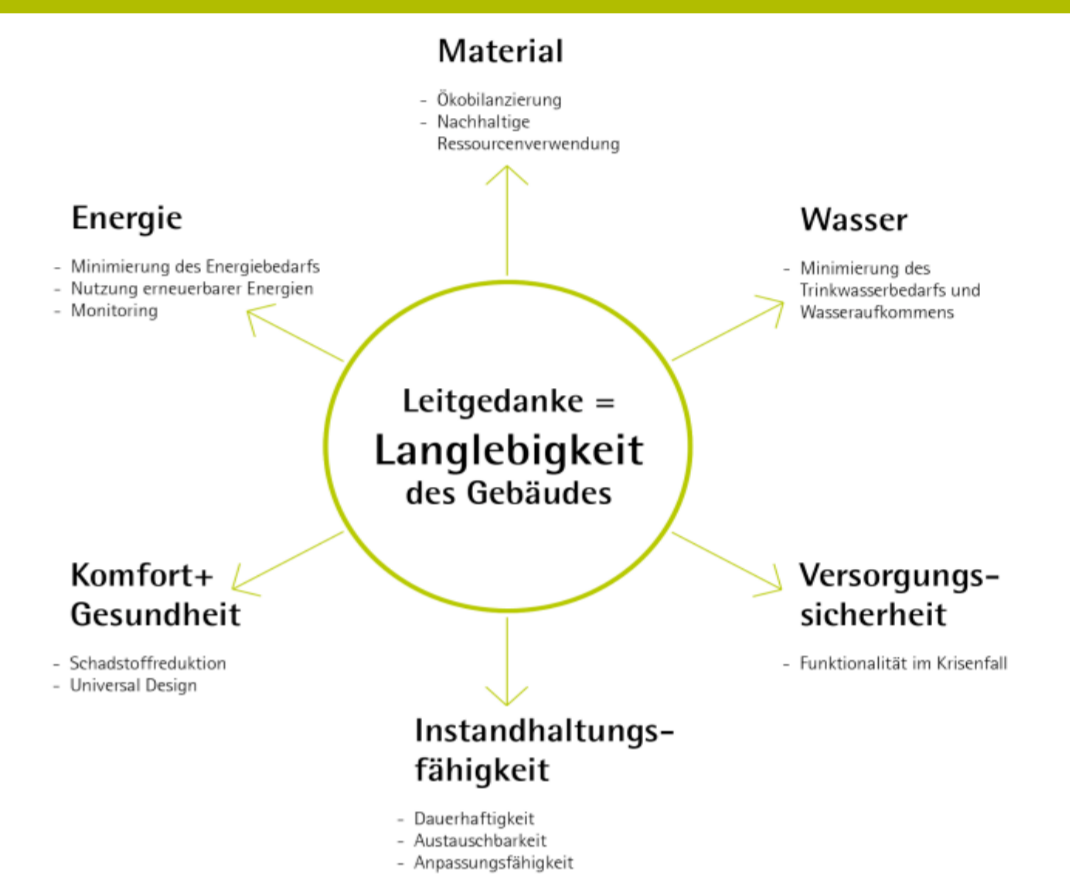 Material
- Ökobilanzierung
- Nachhaltige
Ressourcenverwendung
Energie
- Minimierung des Energiebedarfs
- Nutzung erneuerbarer Energien
- Monitoring
Wasser
- Minimierung des
Trinkwasserbedarfs und
Wasseraufkommens
Leitgedanke =
Langlebigkeit
des Gebäudes
Komfort+
Gesundheit
- Schadstoffreduktion
- Universal Design
Versorgungs-
sicherheit
- Funktionalität im Krisenfall
Instandhaltungs-
fähigkeit
- Dauerhaftigkeit
- Austauschbarkeit
- Anpassungsfähigkeit